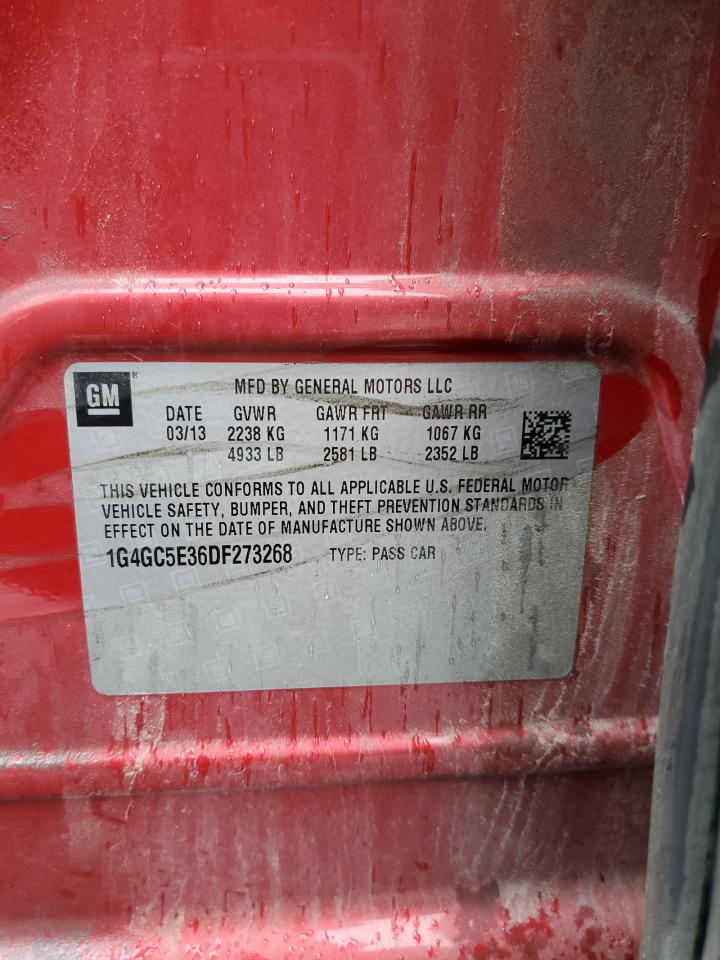 GM
MFD BY GENERAL MOTORS LLC
DATE GVWR GAWR FRT GAWR RR
03/13 2238 KG 1171 KG 1067 KG
4933 LB 2581 LB 2352 LB
THIS VEHICLE CONFORMS TO ALL APPLICABLE U.S. FEDERAL MOTOR
VEHICLE SAFETY, BUMPER, AND THEFT PREVENTION STANDARDS IN
EFFECT ON THE DATE OF MANUFACTURE SHOWN ABOVE.
1G4GC5E36DF273268 TYPE: PASS CAR